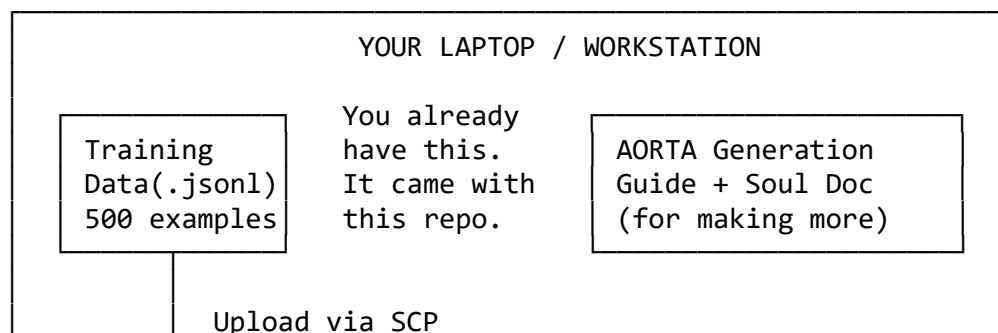 YOUR LAPTOP / WORKSTATION
You already
Training have this. AORTA Generation
Data(.jsonl) It came with Guide + Soul Doc
500 examples this repo. (for making more)
Upload via SCP